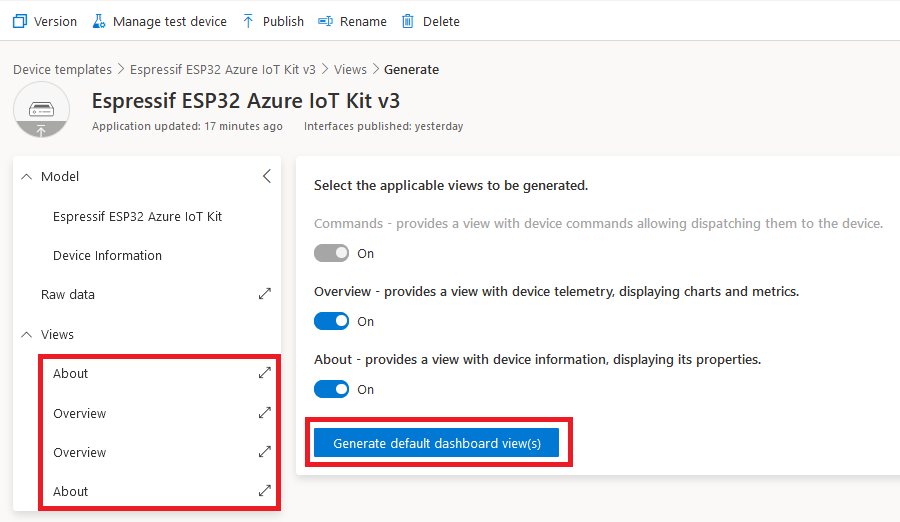 Version Manage test device Publish Rename Delete
Device templates > Espressif ESP32 Azure IoT Kit v3 > Views > Generate
Espressif ESP32 Azure IoT Kit v3
Application updated: 17 minutes ago Interfaces published: yesterday
Model
Espressif ESP32 Azure IoT Kit
Device Information
Raw data
Views
About
Overview
Overview
About
Select the applicable views to be generated.
Commands - provides a view with device commands allowing dispatching them to the device.
On
Overview - provides a view with device telemetry, displaying charts and metrics.
On
About - provides a view with device information, displaying its properties.
On
Generate default dashboard view(s)